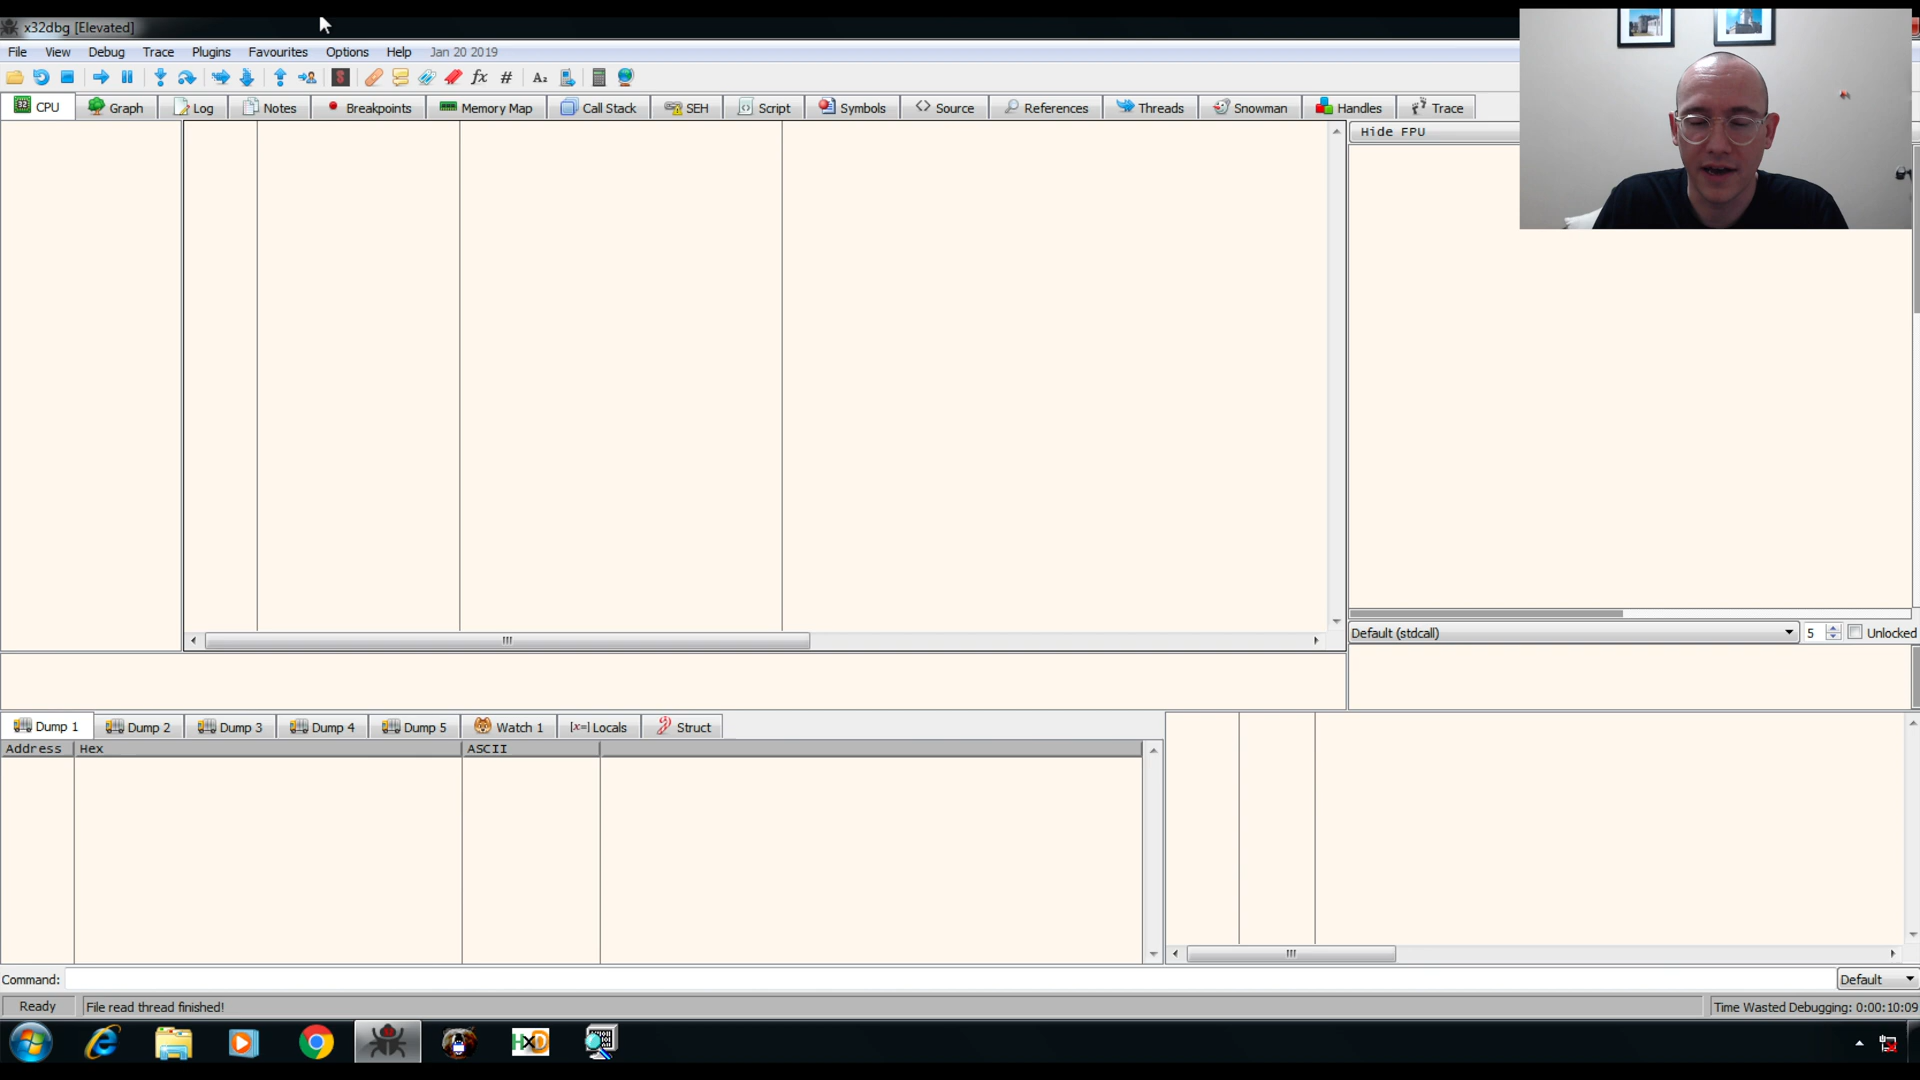 x32dbg [Elevated]
File View Debug Trace Plugins Favourites Options Help Jan 20 2019
CPU Graph Log Notes Breakpoints Memory Map Call Stack SEH Script Symbols Source References Threads Snowman Handles Trace
Hide FPU
Default (stdcall) 5 Unlocked
Dump 1 Dump 2 Dump 3 Dump 4 Dump 5 Watch 1 [x=] Locals Struct
Address Hex ASCII
Command: Default
Ready File read thread finished! Time Wasted Debugging: 0:00:10:09
HxD